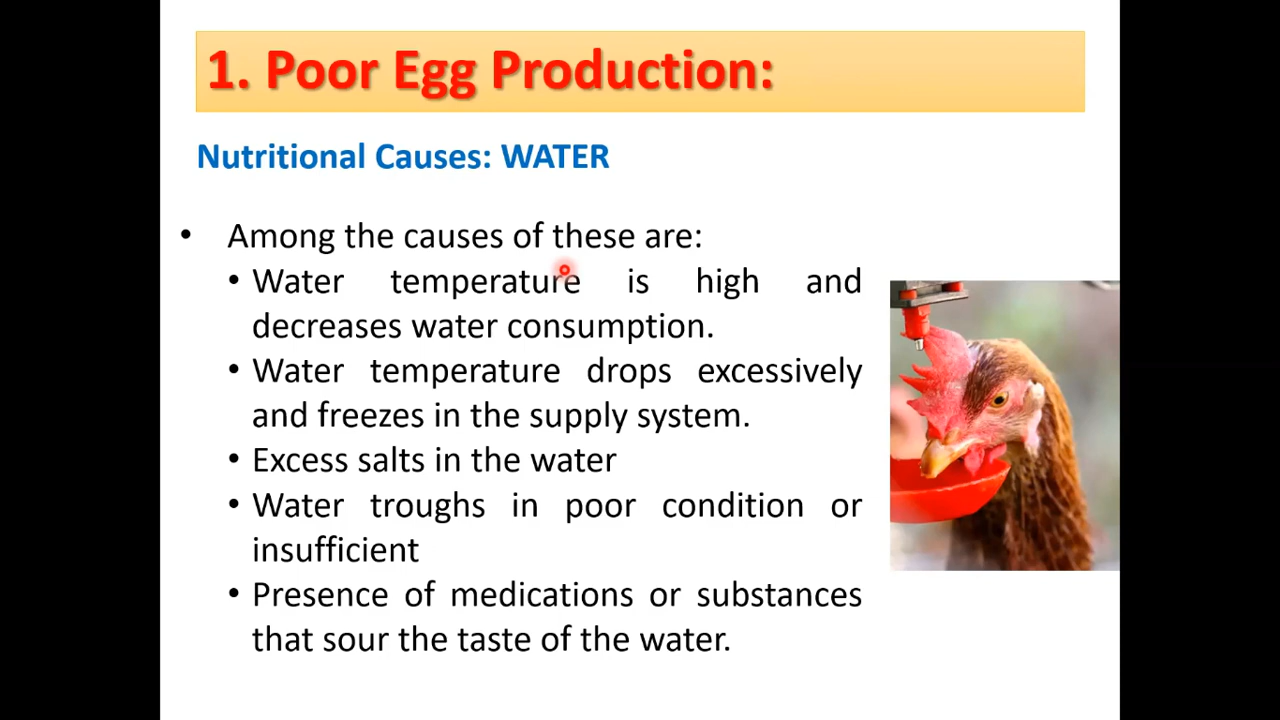 1. Poor Egg Production:
Nutritional Causes: WATER
• Among the causes of these are:
• Water temperature is high and
decreases water consumption.
• Water temperature drops excessively
and freezes in the supply system.
• Excess salts in the water
• Water troughs in poor condition or
insufficient
• Presence of medications or substances
that sour the taste of the water.